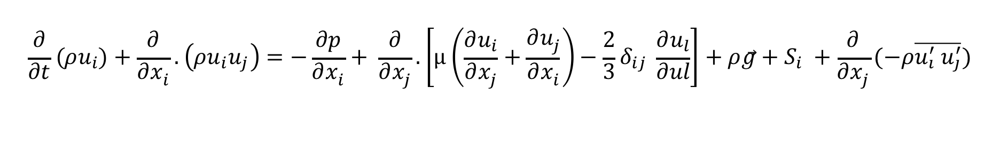 ∂/∂t (ρu_i) + ∂/∂x_i . (ρu_i u_j) = − ∂p/∂x_i + ∂/∂x_j . [μ (∂u_i/∂x_j + ∂u_j/∂x_i) − 2/3 δ_ij ∂u_l/∂ul] + ρg⃗ + S_i + ∂/∂x_j (−ρ\overline{u_i′ u_j′})